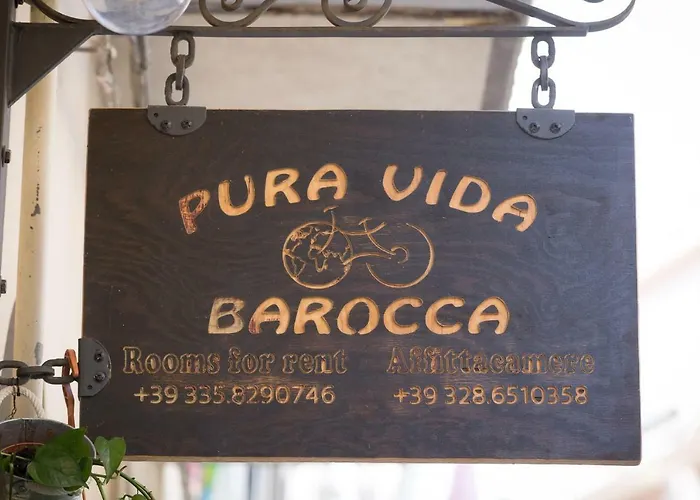 PURA VIDA
BAROCCA
Rooms for rent Affittacamere
+39 335.8290746 +39 328.6510358